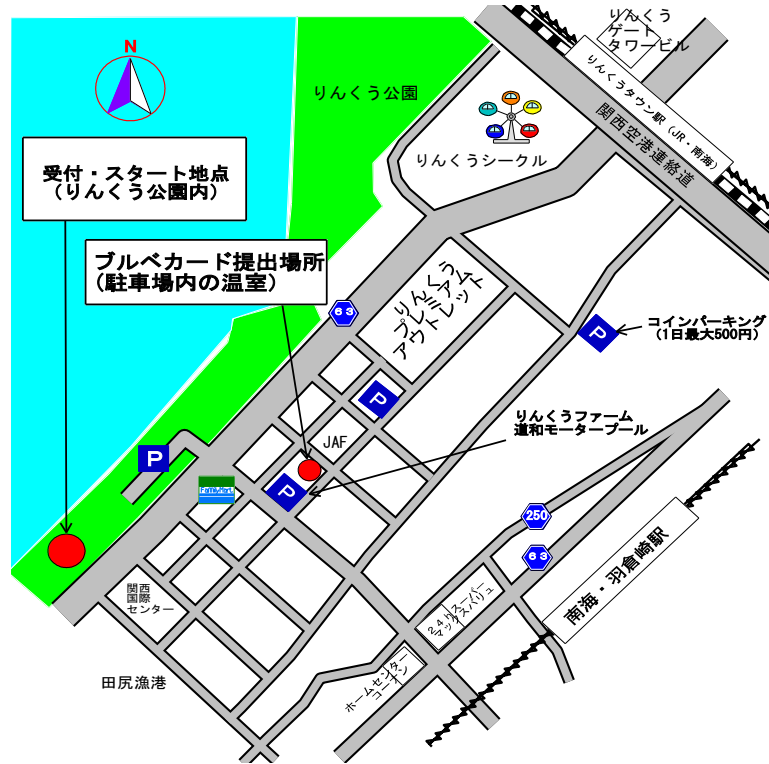 りんくう
ゲート
タワービル
N
りんくう公園
りんくうタウン駅（JR・南海）
関西空港連絡道
りんくうシークル
受付・スタート地点
（りんくう公園内）
ブルベカード提出場所
（駐車場内の温室）
63
りんくう
プレミアム
アウトレット
P
コインパーキング
（1日最大500円）
P
りんくうファーム
道和モータープール
JAF
P
P
FamilyMart
250
63
南海・羽倉崎駅
関西
国際
センター
24hスーパー
マックスバリュ
田尻漁港
ホームセンター
コーナン